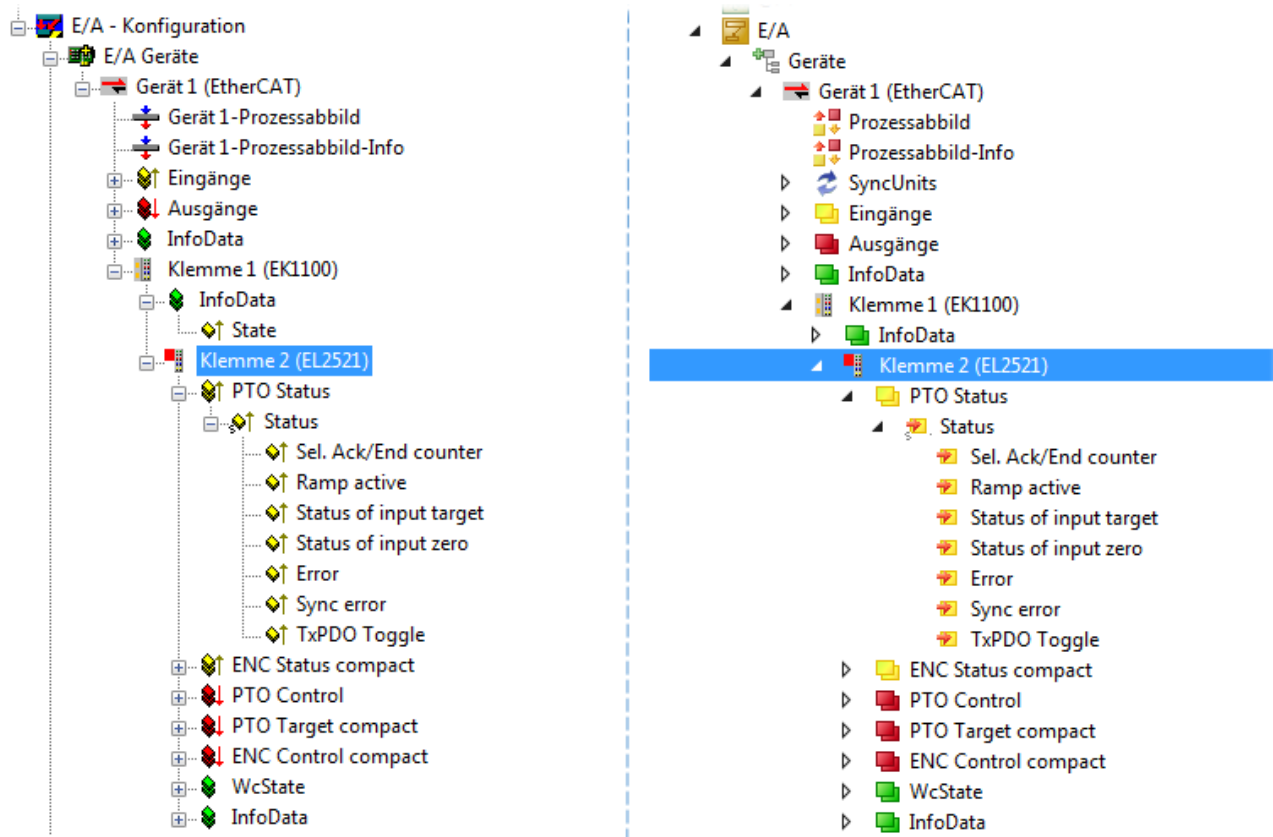 E/A - Konfiguration
E/A Geräte
Gerät 1 (EtherCAT)
Gerät 1-Prozessabbild
Gerät 1-Prozessabbild-Info
Eingänge
Ausgänge
InfoData
Klemme 1 (EK1100)
InfoData
State
Klemme 2 (EL2521)
PTO Status
Status
Sel. Ack/End counter
Ramp active
Status of input target
Status of input zero
Error
Sync error
TxPDO Toggle
ENC Status compact
PTO Control
PTO Target compact
ENC Control compact
WcState
InfoData
E/A
Geräte
Gerät 1 (EtherCAT)
Prozessabbild
Prozessabbild-Info
SyncUnits
Eingänge
Ausgänge
InfoData
Klemme 1 (EK1100)
InfoData
Klemme 2 (EL2521)
PTO Status
Status
Sel. Ack/End counter
Ramp active
Status of input target
Status of input zero
Error
Sync error
TxPDO Toggle
ENC Status compact
PTO Control
PTO Target compact
ENC Control compact
WcState
InfoData